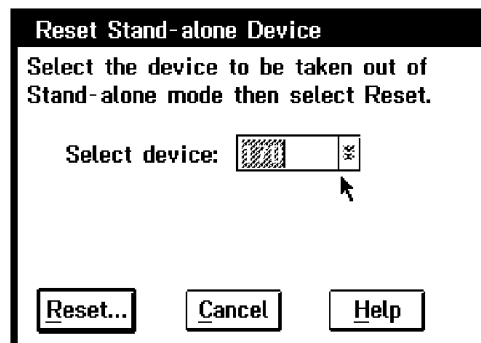 Reset Stand-alone Device
Select the device to be taken out of
Stand-alone mode then select Reset.
Select device: 170
Reset...
Cancel
Help